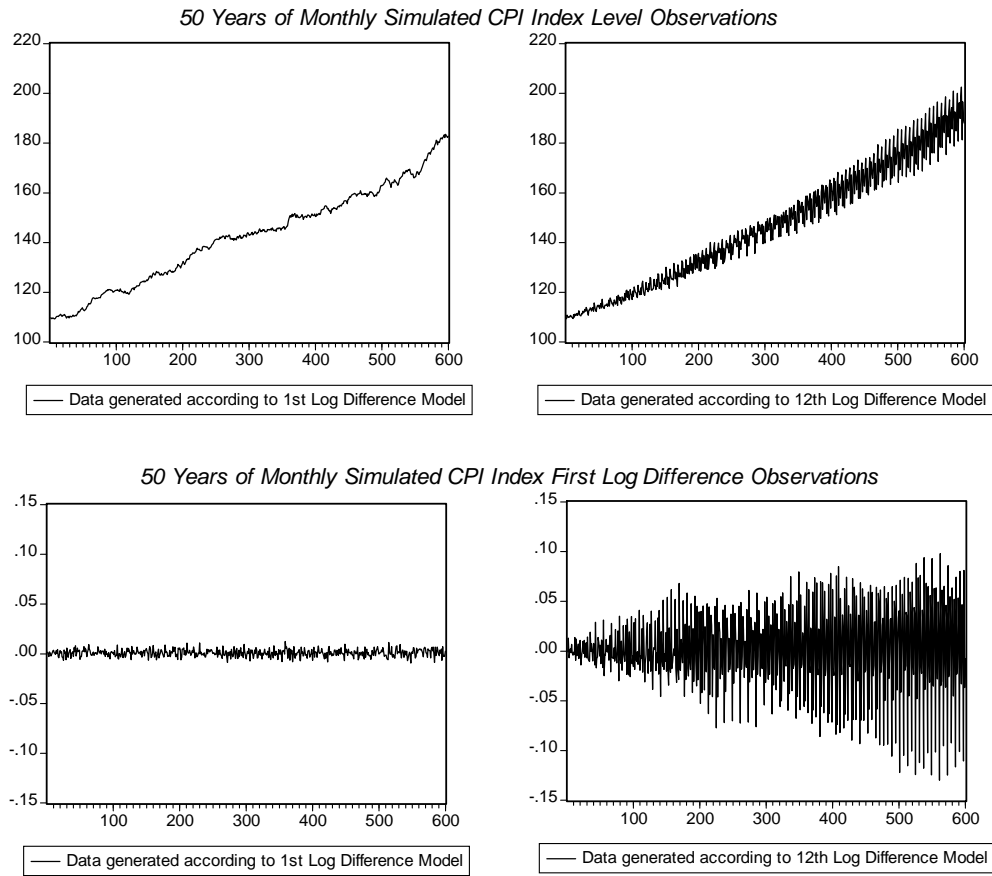 50 Years of Monthly Simulated CPI Index Level Observations
220
200
180
160
140
120
100
100 200 300 400 500 600
Data generated according to 1st Log Difference Model
220
200
180
160
140
120
100
100 200 300 400 500 600
Data generated according to 12th Log Difference Model
50 Years of Monthly Simulated CPI Index First Log Difference Observations
.15
.10
.05
.00
-.05
-.10
-.15
100 200 300 400 500 600
Data generated according to 1st Log Difference Model
.15
.10
.05
.00
-.05
-.10
-.15
100 200 300 400 500 600
Data generated according to 12th Log Difference Model